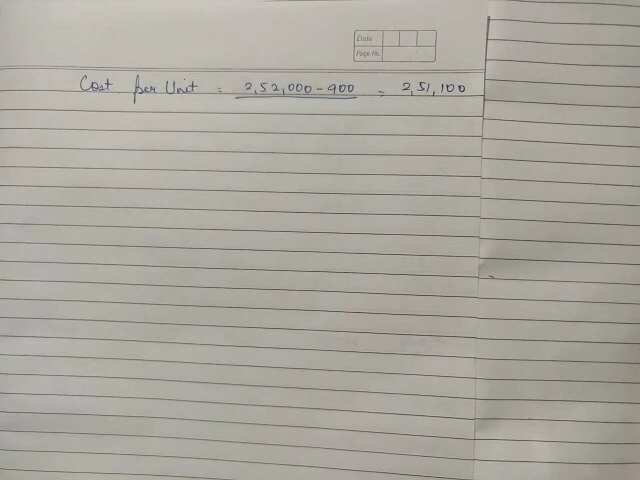 Date
Page No.
Cost per Unit = 2,52,000 - 900 = 2,51,100